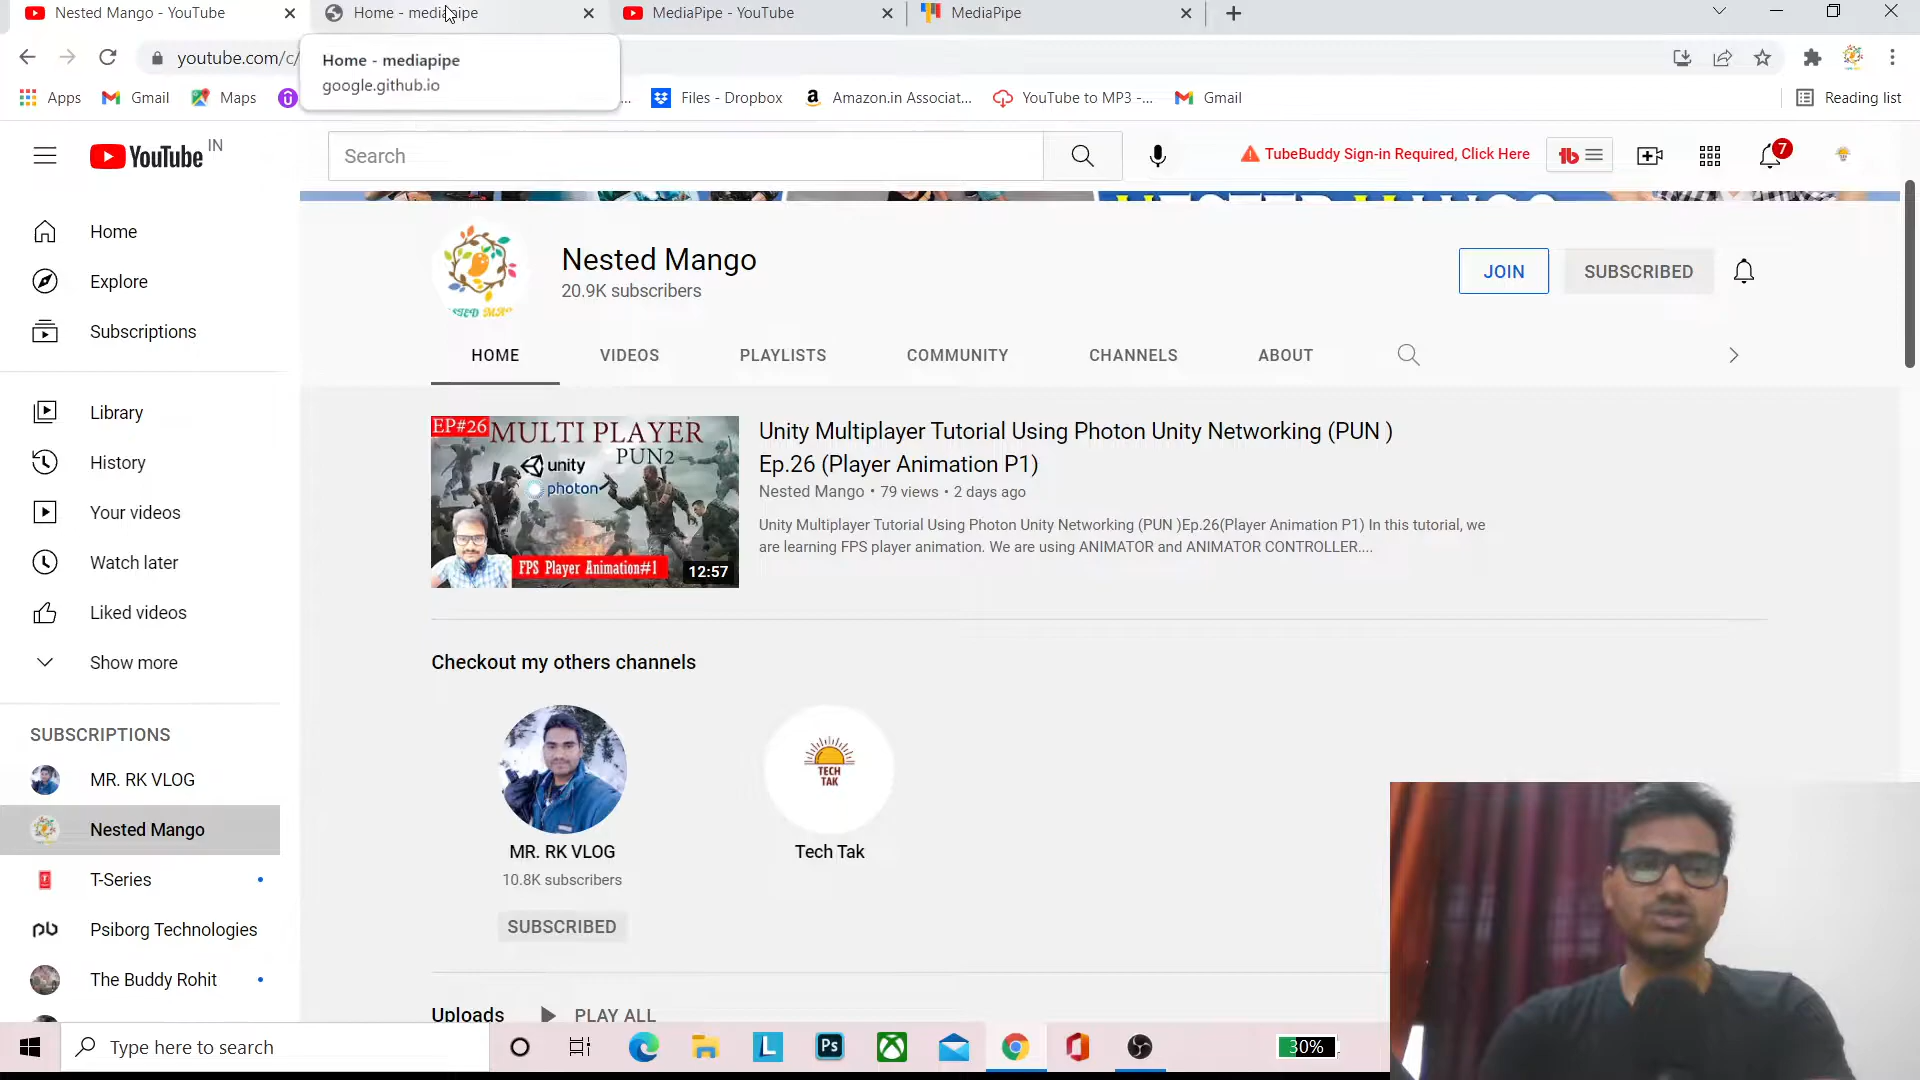 Nested Mango - YouTube
Home - mediapipe
MediaPipe - YouTube
MediaPipe
youtube.com/c/
Home - mediapipe
google.github.io
Apps
Gmail
Maps
...
Files - Dropbox
Amazon.in Associat...
YouTube to MP3 -...
Gmail
Reading list
YouTube IN
Search
TubeBuddy Sign-in Required, Click Here
tb
7
Home
Explore
Subscriptions
Library
History
Your videos
Watch later
Liked videos
Show more
SUBSCRIPTIONS
MR. RK VLOG
Nested Mango
T-Series
Psiborg Technologies
The Buddy Rohit
Nested Mango
20.9K subscribers
JOIN
SUBSCRIBED
HOME
VIDEOS
PLAYLISTS
COMMUNITY
CHANNELS
ABOUT
EP#26
MULTI PLAYER
PUN2
unity
photon
FPS Player Animation#1
12:57
Unity Multiplayer Tutorial Using Photon Unity Networking (PUN )
Ep.26 (Player Animation P1)
Nested Mango • 79 views • 2 days ago
Unity Multiplayer Tutorial Using Photon Unity Networking (PUN )Ep.26(Player Animation P1) In this tutorial, we
are learning FPS player animation. We are using ANIMATOR and ANIMATOR CONTROLLER....
Checkout my others channels
TECH
TAK
MR. RK VLOG
10.8K subscribers
SUBSCRIBED
Tech Tak
Uploads
PLAY ALL
Type here to search
L
Ps
30%